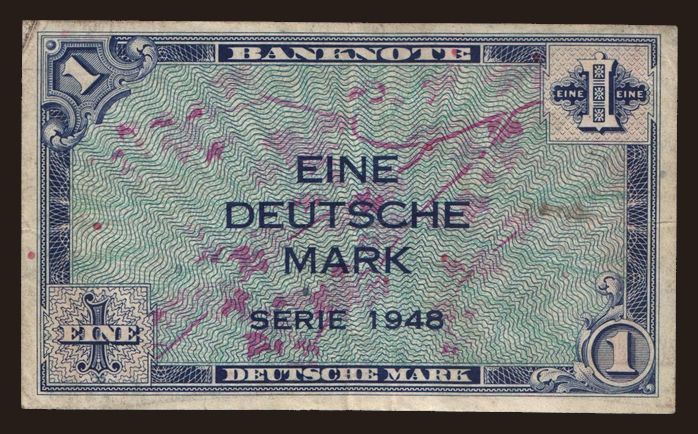 1
BANKNOTE
EINE 1 EINE
EINE
DEUTSCHE
MARK
SERIE 1948
EINE
1
1
DEUTSCHE MARK